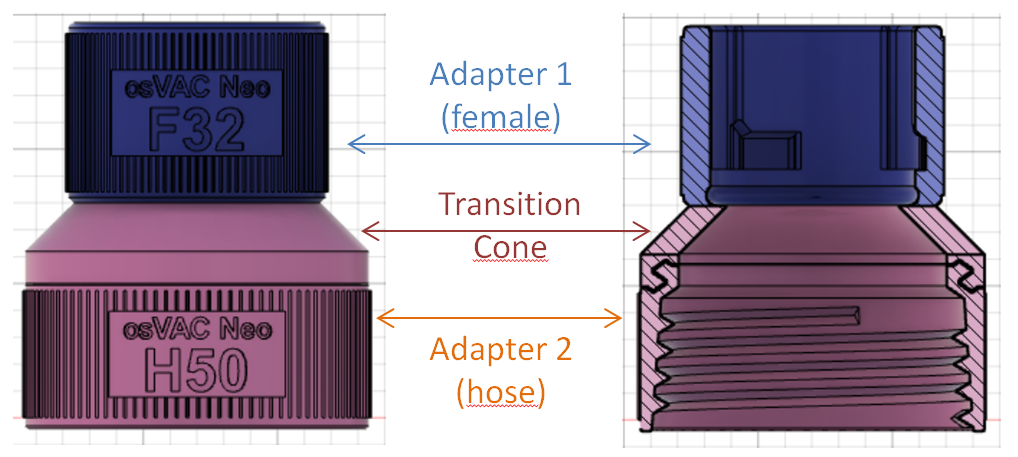 osVAC Neo
F32
osVAC Neo
H50
Adapter 1
(female)
Transition
Cone
Adapter 2
(hose)